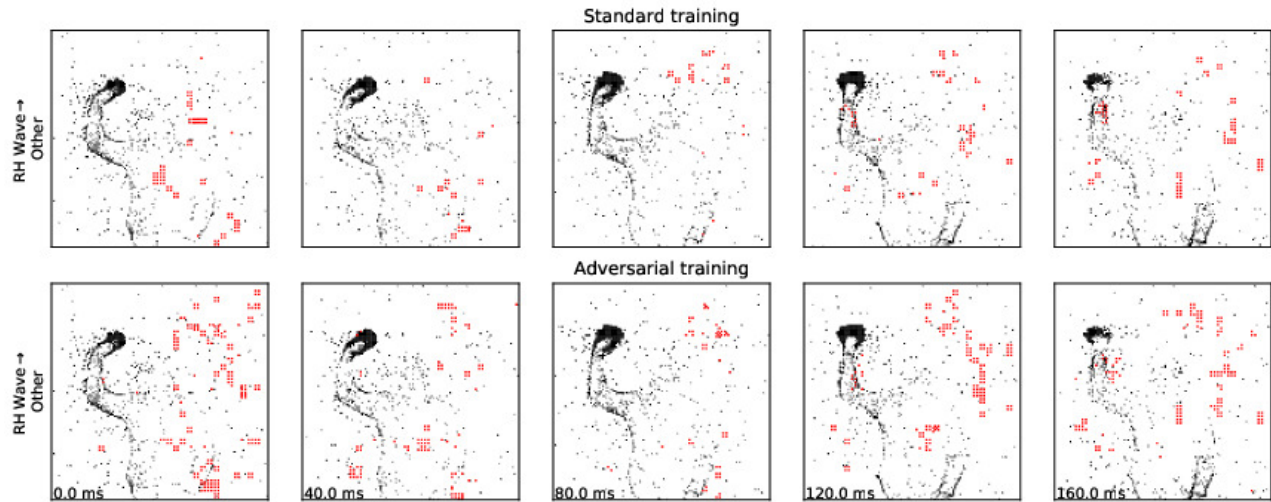 Standard training
RH Wave→
Other
Adversarial training
RH Wave→
Other
0.0 ms
40.0 ms
80.0 ms
120.0 ms
160.0 ms